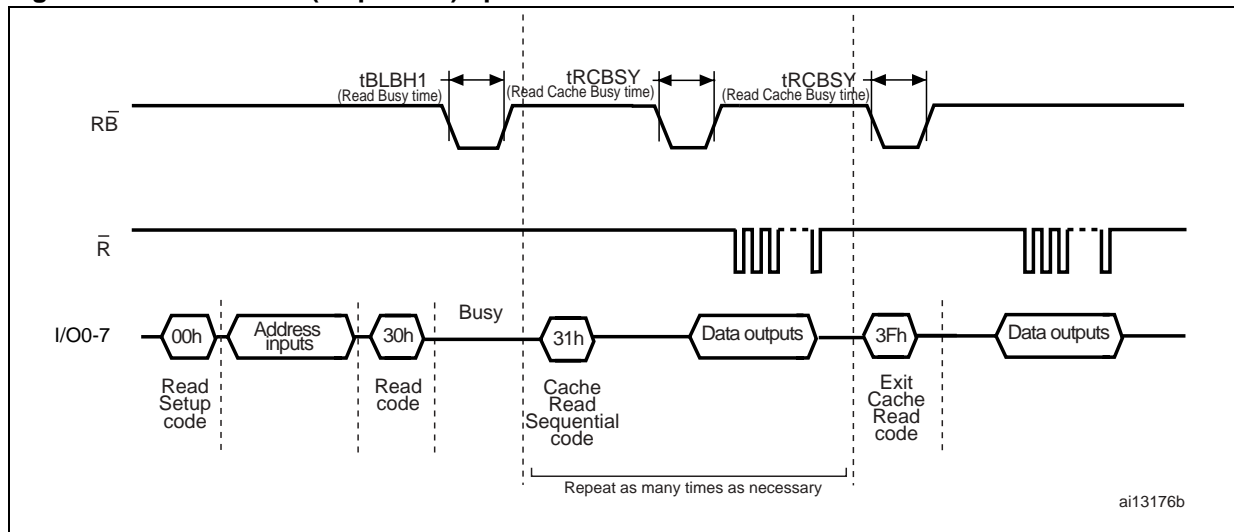 tBLBH1
(Read Busy time)
tRCBSY
(Read Cache Busy time)
tRCBSY
(Read Cache Busy time)
RB̅
R̅
I/O0-7
00h
Address
inputs
30h
Busy
31h
Data outputs
3Fh
Data outputs
Read
Setup
code
Read
code
Cache
Read
Sequential
code
Exit
Cache
Read
code
Repeat as many times as necessary
ai13176b